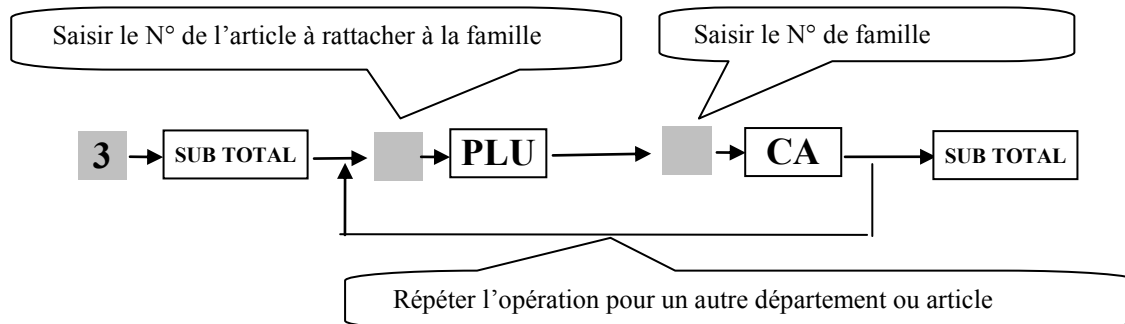 Saisir le N° de l’article à rattacher à la famille
Saisir le N° de famille
3 SUB TOTAL PLU CA SUB TOTAL
Répéter l’opération pour un autre département ou article